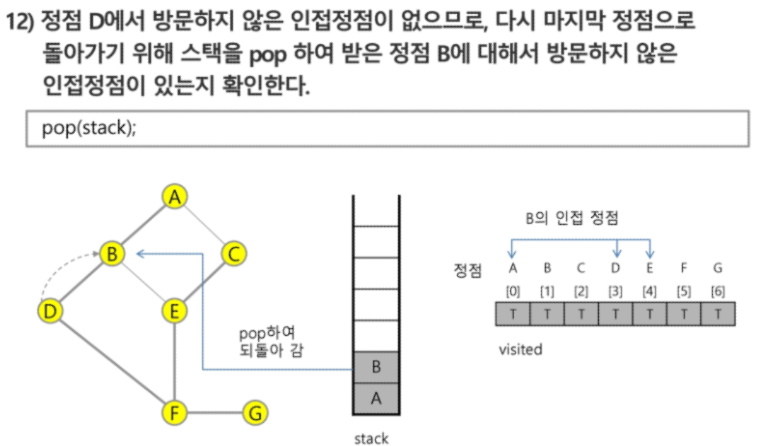 12) 정점 D에서 방문하지 않은 인접정점이 없으므로, 다시 마지막 정점으로
돌아가기 위해 스택을 pop 하여 받은 정점 B에 대해서 방문하지 않은
인접정점이 있는지 확인한다.
pop(stack);
A
B
C
D
E
F
G
pop하여
되돌아 감
B
A
stack
B의 인접 정점
정점 A B C D E F G
[0] [1] [2] [3] [4] [5] [6]
T T T T T T T
visited